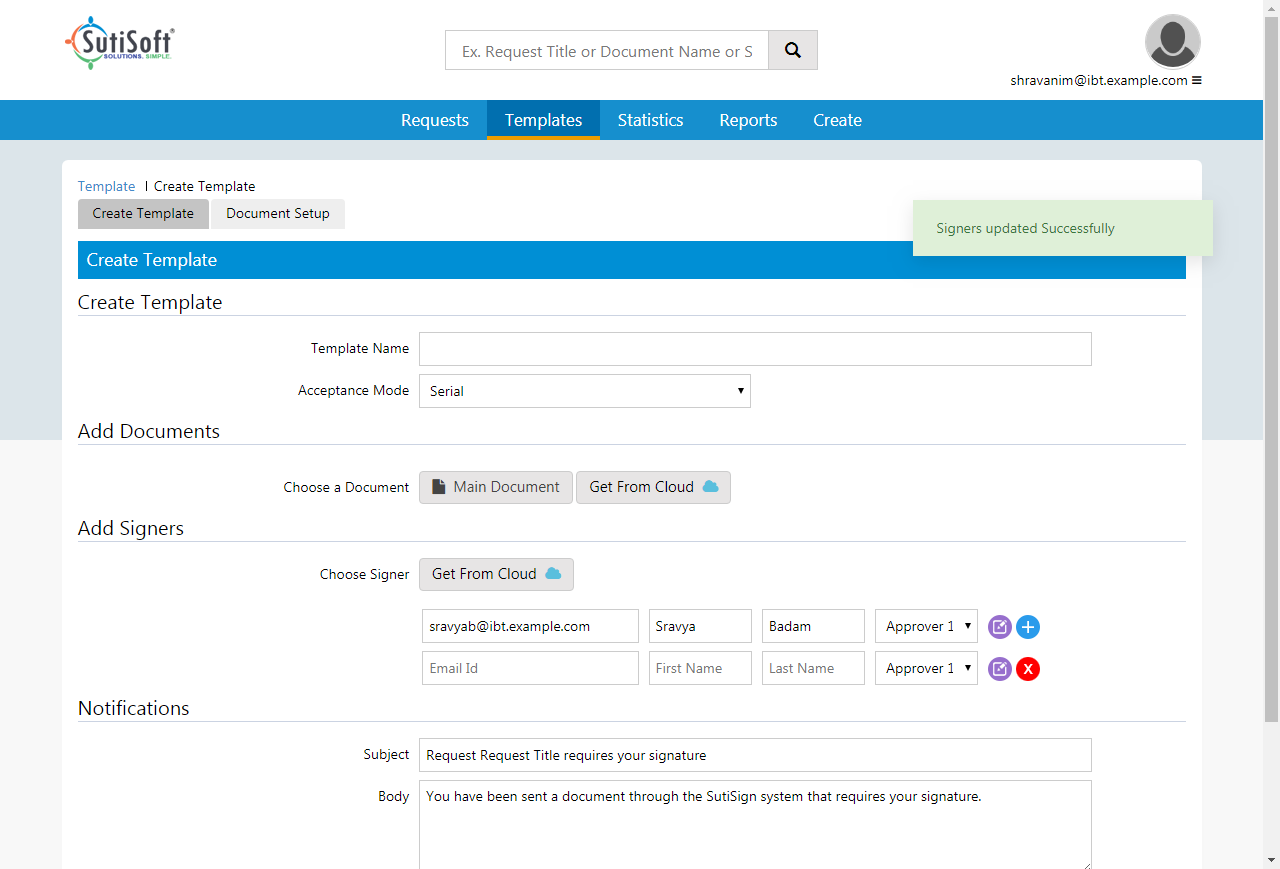 SutiSoft®
SOLUTIONS. SIMPLE.
Ex. Request Title or Document Name or S
shravanim@ibt.example.com
Requests Templates Statistics Reports Create
Template | Create Template
Create Template Document Setup
Signers updated Successfully
Create Template
Create Template
Template Name
Acceptance Mode Serial
Add Documents
Choose a Document Main Document Get From Cloud
Add Signers
Choose Signer Get From Cloud
sravyab@ibt.example.com Sravya Badam Approver 1
Email Id First Name Last Name Approver 1 X
Notifications
Subject Request Request Title requires your signature
Body You have been sent a document through the SutiSign system that requires your signature.